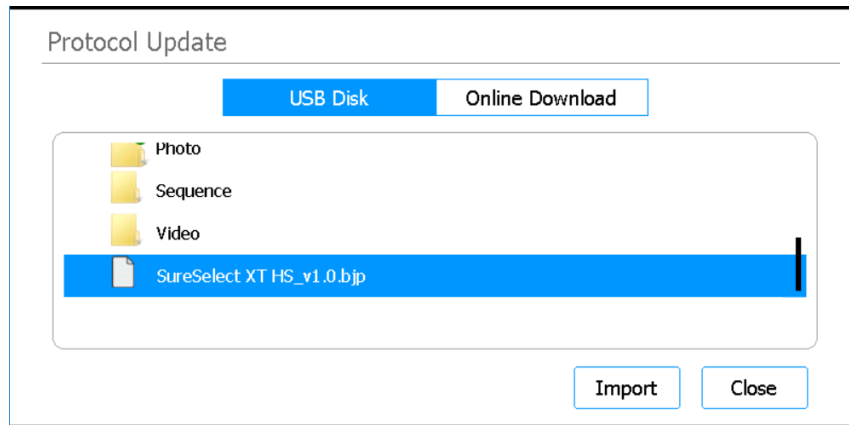 Protocol Update
USB Disk
Online Download
Photo
Sequence
Video
SureSelect XT HS_v1.0.bjp
Import
Close